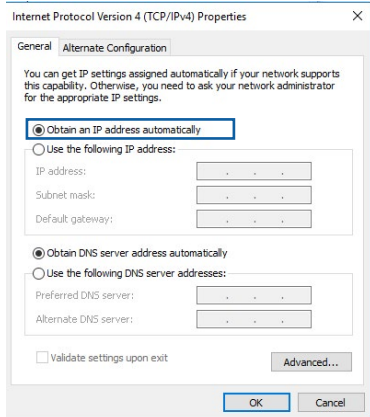 Internet Protocol Version 4 (TCP/IPv4) Properties
General Alternate Configuration
You can get IP settings assigned automatically if your network supports
this capability. Otherwise, you need to ask your network administrator
for the appropriate IP settings.
Obtain an IP address automatically
Use the following IP address:
IP address:
Subnet mask:
Default gateway:
Obtain DNS server address automatically
Use the following DNS server addresses:
Preferred DNS server:
Alternate DNS server:
Validate settings upon exit
Advanced...
OK Cancel